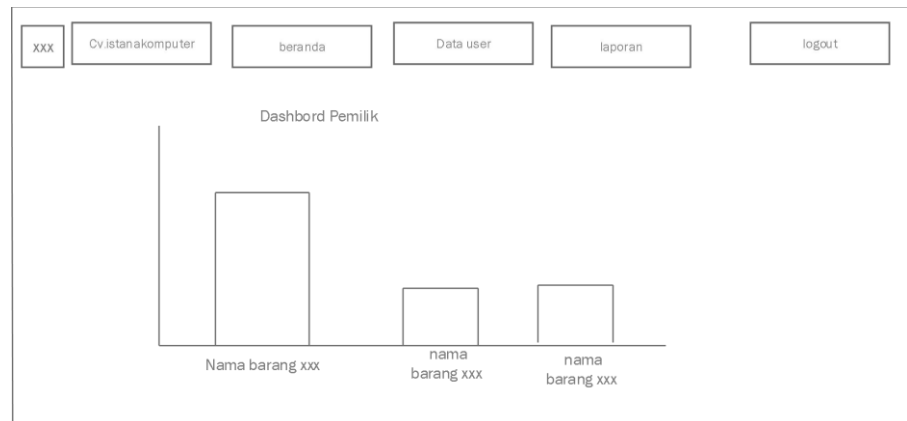 xxx
Cv.istanakomputer
beranda
Data user
laporan
logout
Dashbord Pemilik
Nama barang xxx
nama
barang xxx
nama
barang xxx